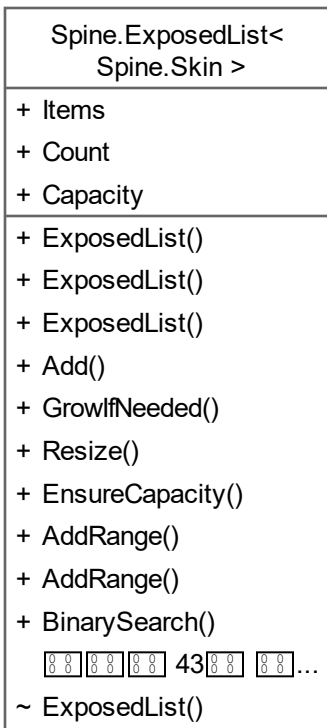 Spine.ExposedList<
Spine.Skin >
+ Items
+ Count
+ Capacity
+ ExposedList()
+ ExposedList()
+ ExposedList()
+ Add()
+ GrowIfNeeded()
+ Resize()
+ EnsureCapacity()
+ AddRange()
+ AddRange()
+ BinarySearch()
43 ...
~ ExposedList()